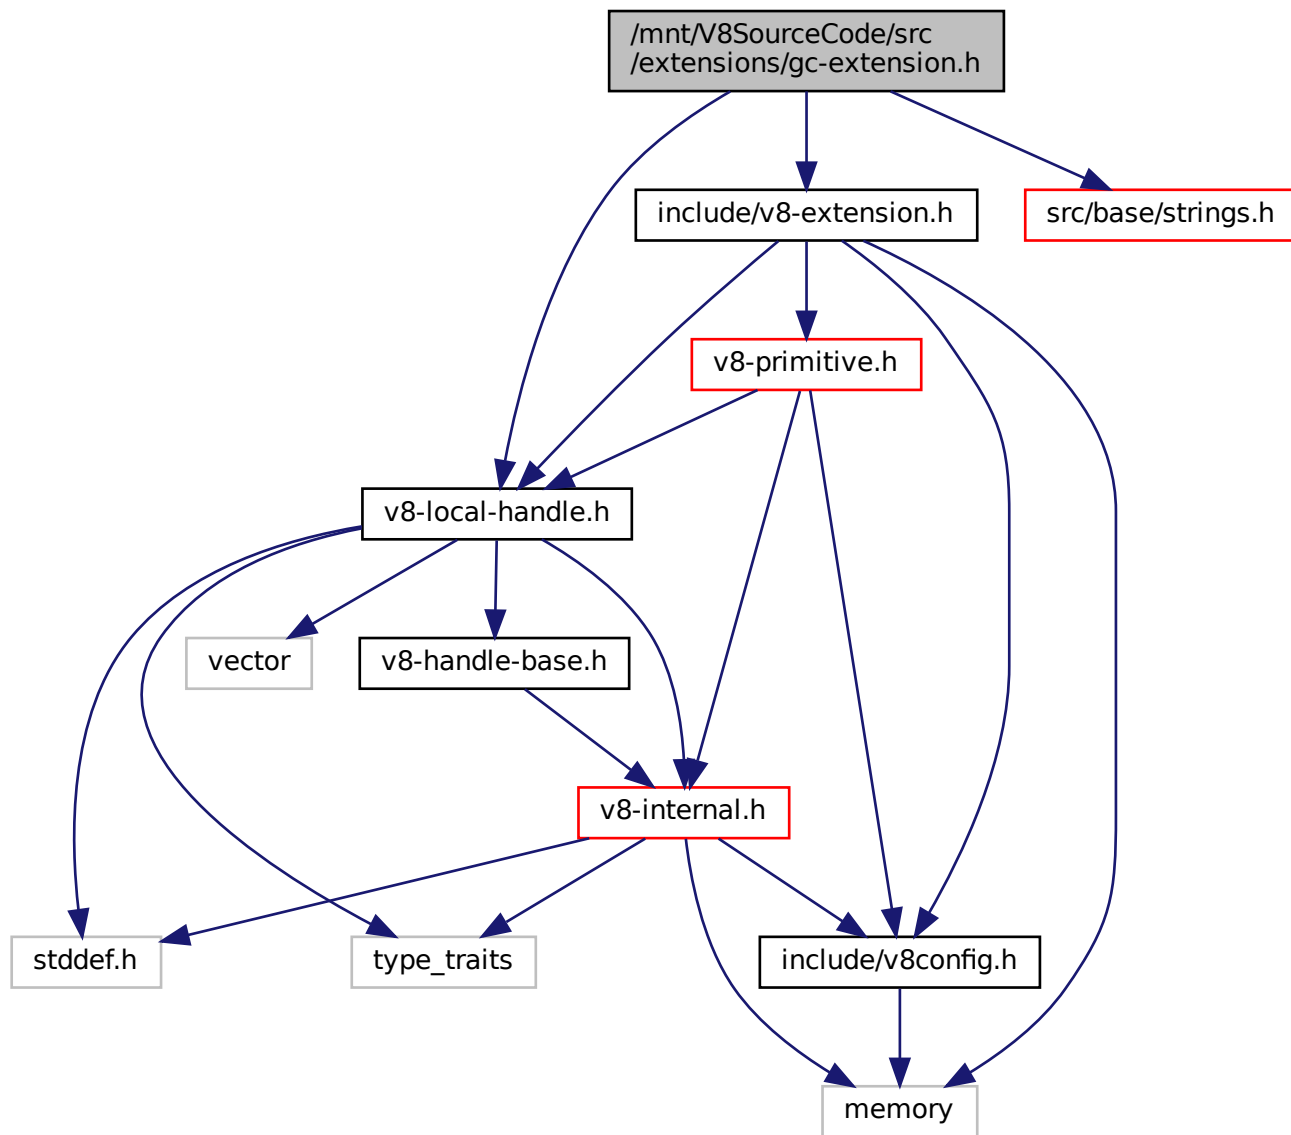 /mnt/V8SourceCode/src
/extensions/gc-extension.h
include/v8-extension.h
src/base/strings.h
v8-primitive.h
v8-local-handle.h
vector
v8-handle-base.h
v8-internal.h
stddef.h
type_traits
include/v8config.h
memory